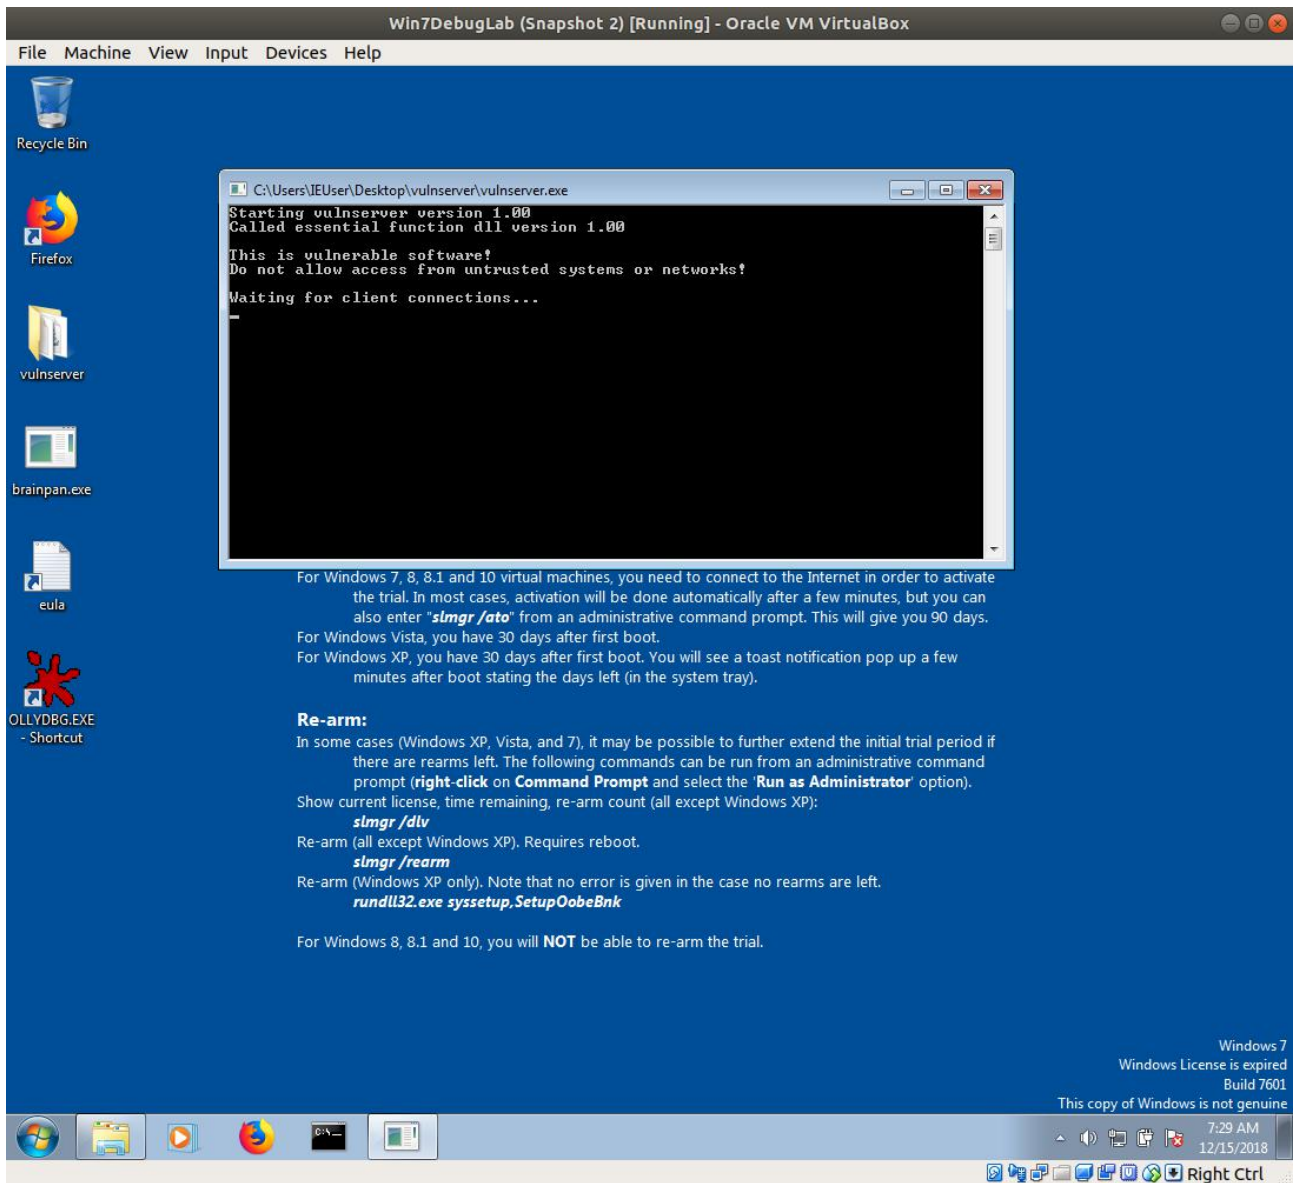 Win7DebugLab (Snapshot 2) [Running] - Oracle VM VirtualBox
File Machine View Input Devices Help
Recycle Bin
Firefox
vulnserver
brainpan.exe
eula
OLLYDBG.EXE
- Shortcut
C:\Users\IEUser\Desktop\vulnserver\vulnserver.exe
Starting vulnserver version 1.00
Called essential function dll version 1.00
This is vulnerable software!
Do not allow access from untrusted systems or networks!
Waiting for client connections...
For Windows 7, 8, 8.1 and 10 virtual machines, you need to connect to the Internet in order to activate
the trial. In most cases, activation will be done automatically after a few minutes, but you can
also enter "slmgr /ato" from an administrative command prompt. This will give you 90 days.
For Windows Vista, you have 30 days after first boot.
For Windows XP, you have 30 days after first boot. You will see a toast notification pop up a few
minutes after boot stating the days left (in the system tray).
Re-arm:
In some cases (Windows XP, Vista, and 7), it may be possible to further extend the initial trial period if
there are rearms left. The following commands can be run from an administrative command
prompt (right-click on Command Prompt and select the 'Run as Administrator' option).
Show current license, time remaining, re-arm count (all except Windows XP):
slmgr /dlv
Re-arm (all except Windows XP). Requires reboot.
slmgr /rearm
Re-arm (Windows XP only). Note that no error is given in the case no rearms are left.
rundll32.exe syssetup,SetupOobeBnk
For Windows 8, 8.1 and 10, you will NOT be able to re-arm the trial.
Windows 7
Windows License is expired
Build 7601
This copy of Windows is not genuine
C:\_
7:29 AM
12/15/2018
Right Ctrl